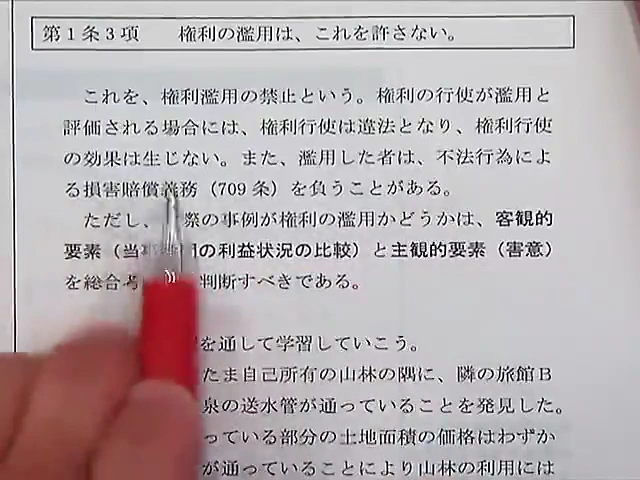 第1条3項　　権利の濫用は、これを許さない。
これを、権利濫用の禁止という。権利の行使が濫用と
評価される場合には、権利行使は違法となり、権利行使
の効果は生じない。また、濫用した者は、不法行為によ
る損害賠償義務（709条）を負うことがある。
ただし、際の事例が権利の濫用かどうかは、客観的
要素（当の利益状況の比較）と主観的要素（害意）
を総合考判断すべきである。
を通して学習していこう。
たま自己所有の山林の隅に、隣の旅館B
泉の送水管が通っていることを発見した。
っている部分の土地面積の価格はわずか
が通っていることにより山林の利用には